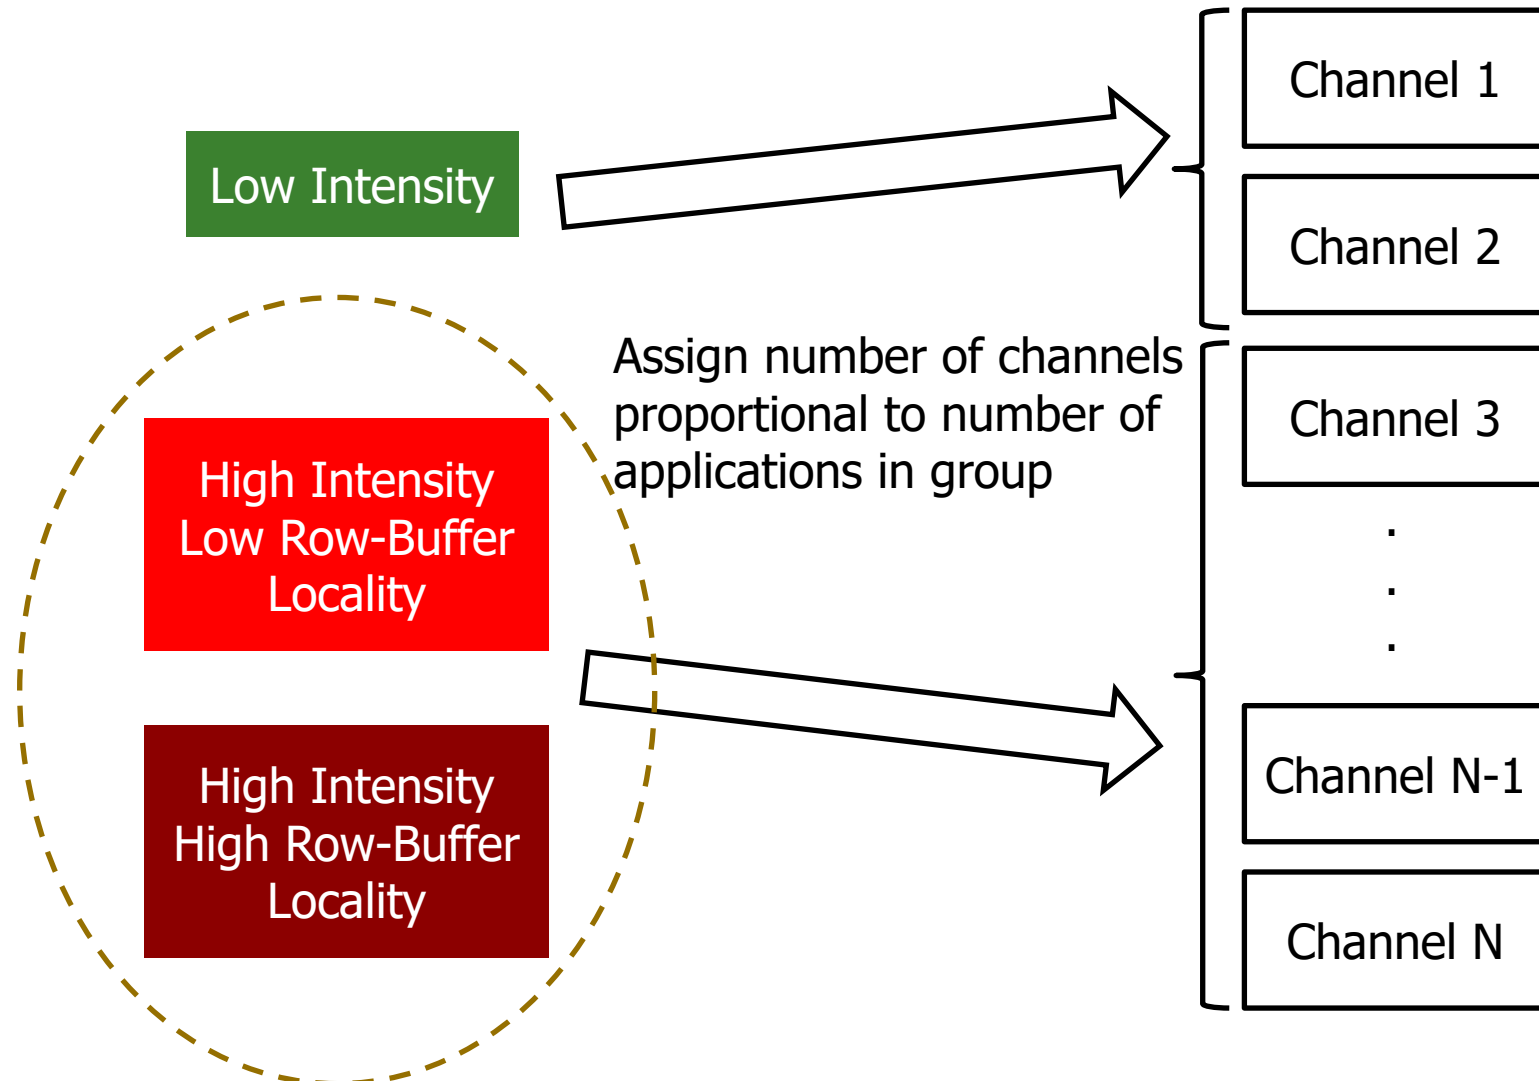 Low Intensity
High Intensity
Low Row-Buffer
Locality
High Intensity
High Row-Buffer
Locality
Assign number of channels
proportional to number of
applications in group
Channel 1
Channel 2
Channel 3
.
.
.
Channel N-1
Channel N